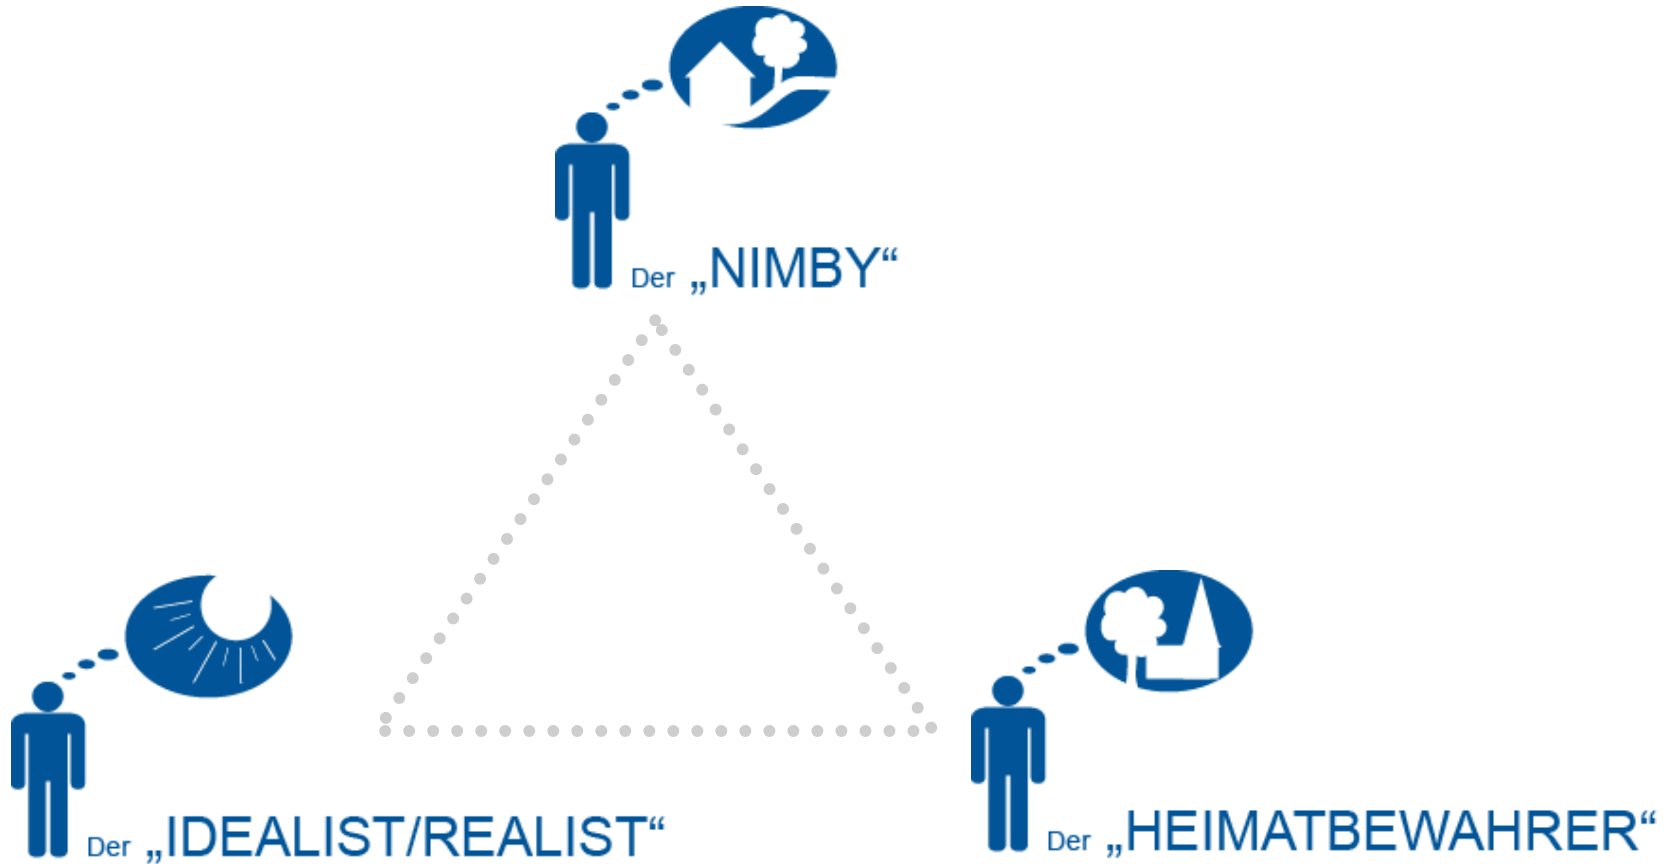 Der „NIMBY“
Der „IDEALIST/REALIST“
Der „HEIMATBEWAHRER“